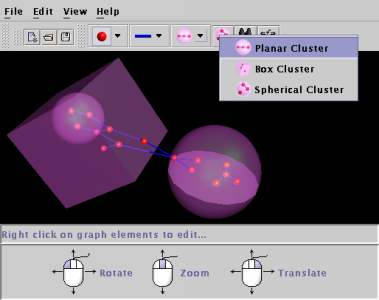 File Edit View Help
Planar Cluster
Box Cluster
Spherical Cluster
Right click on graph elements to edit...
Rotate Zoom Translate